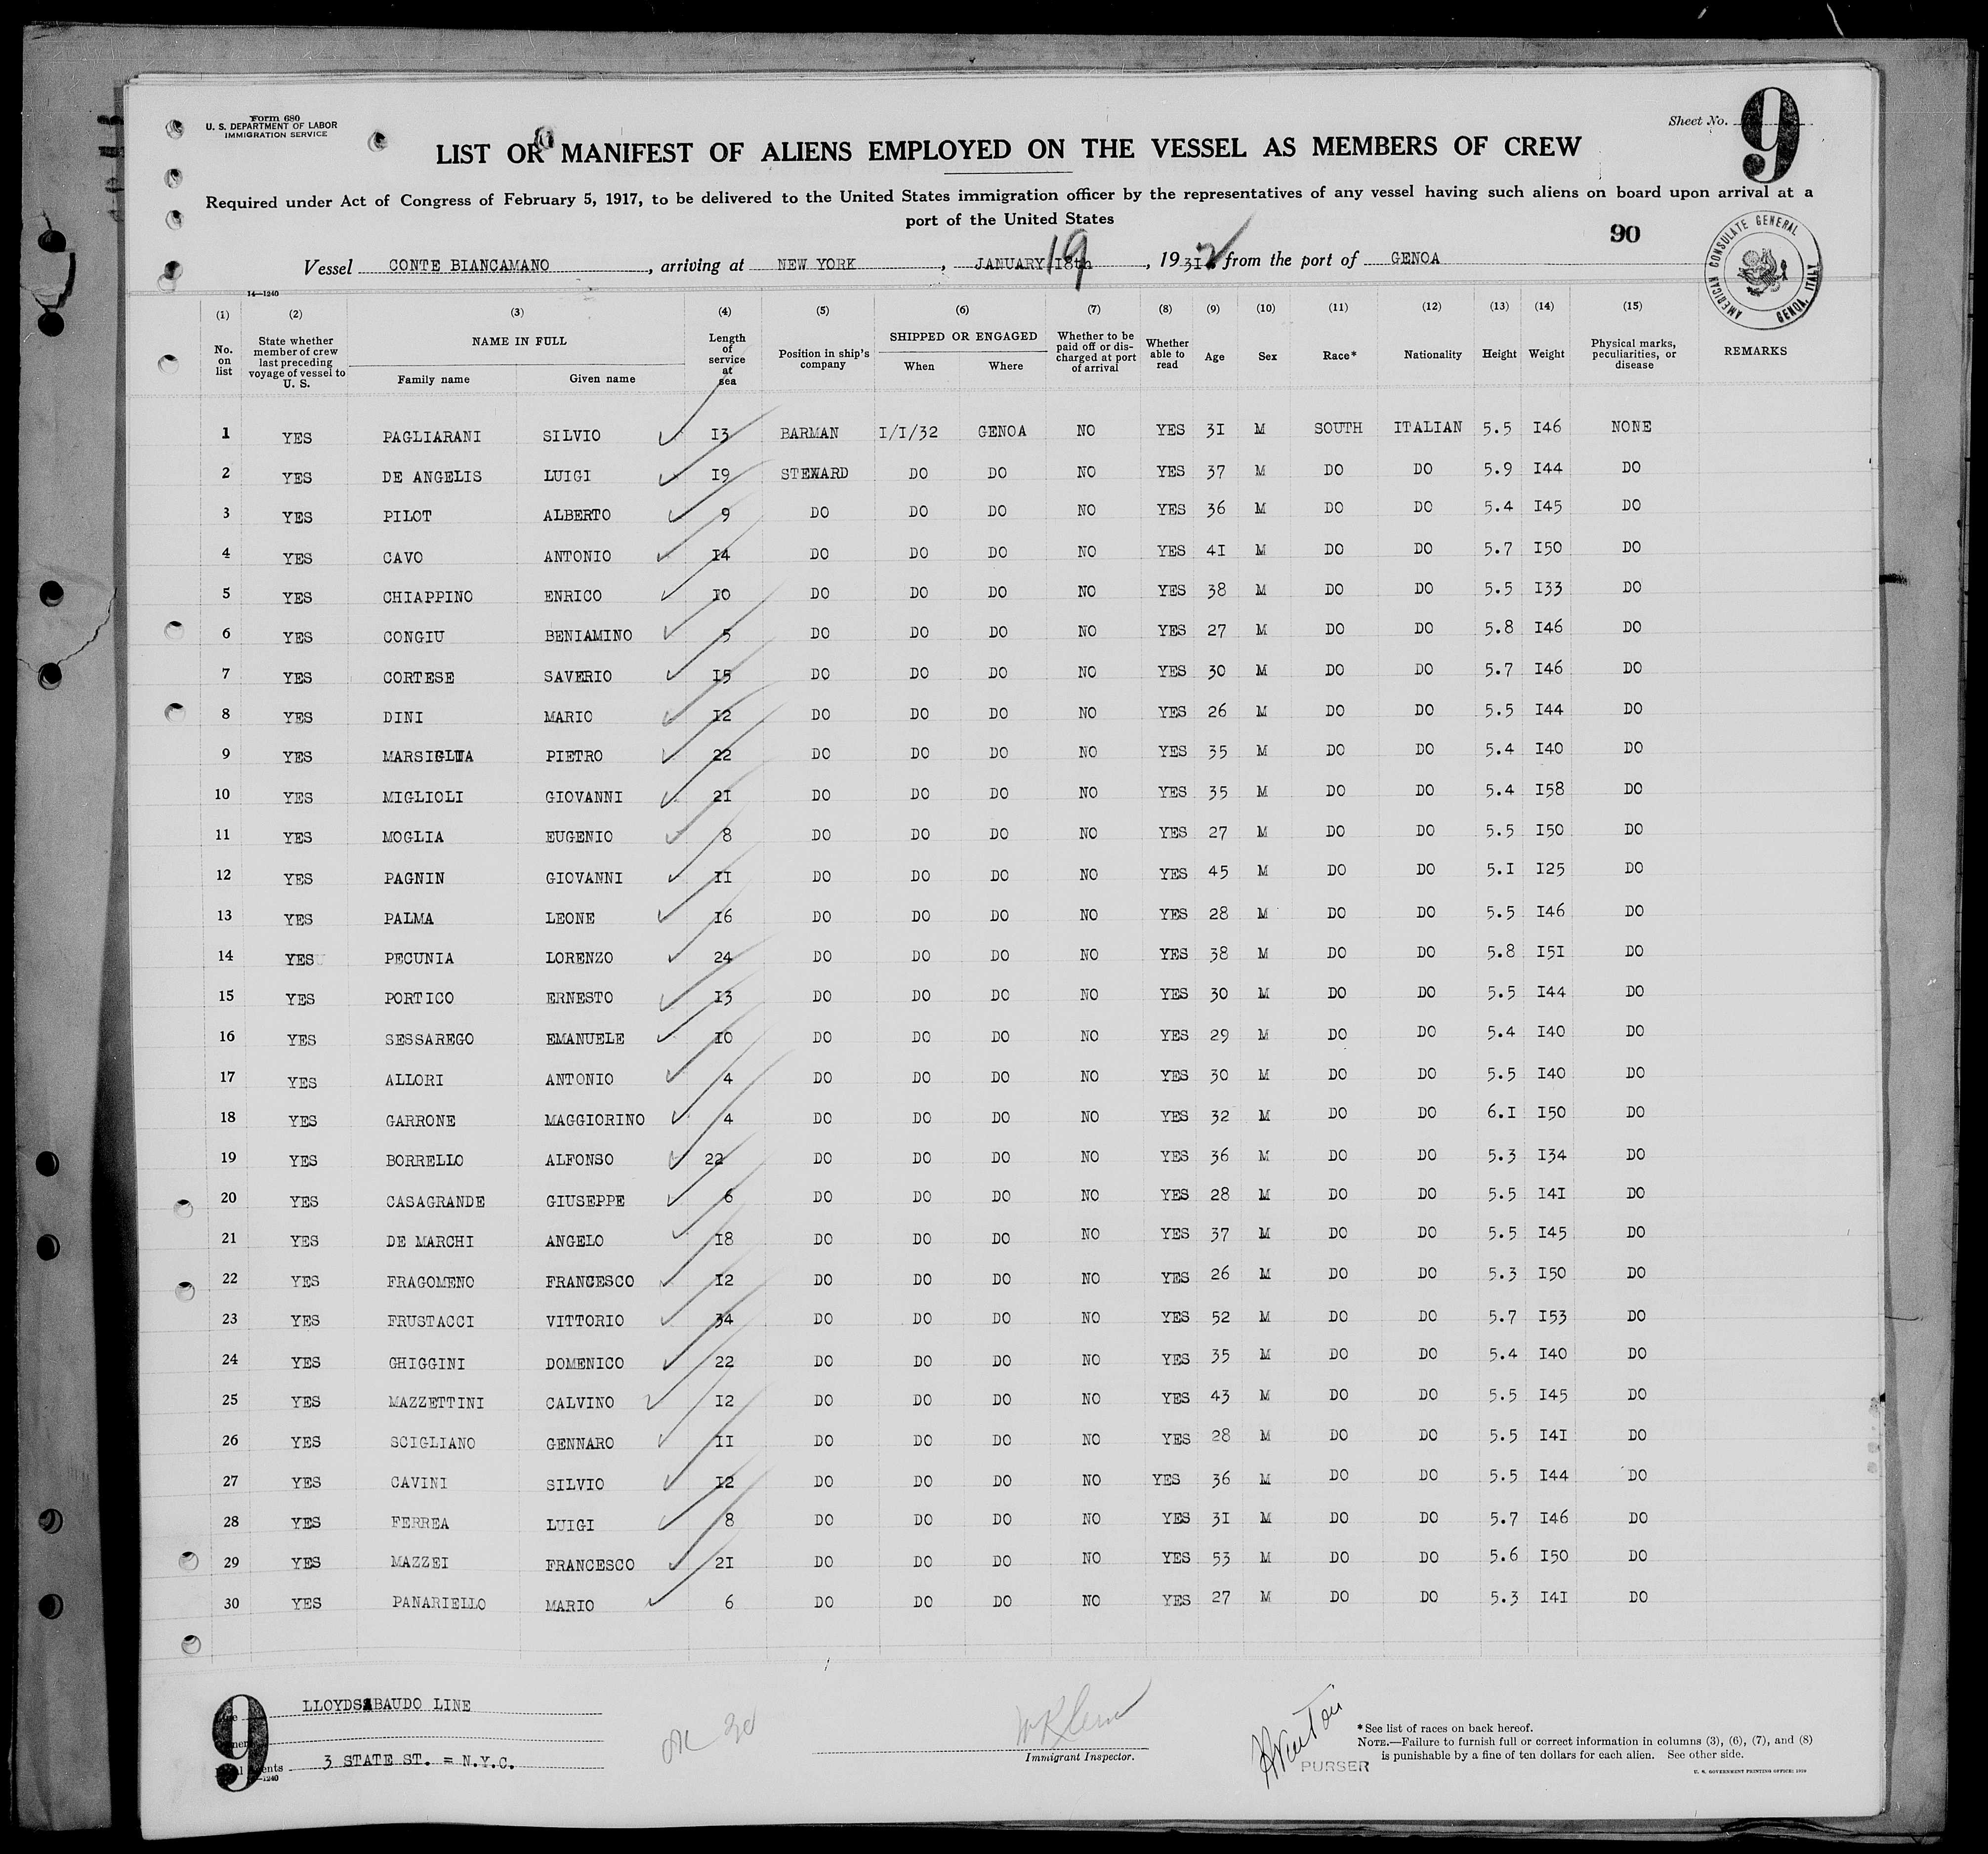 Form 680
U. S. DEPARTMENT OF LABOR
IMMIGRATION SERVICE
Sheet No. 9
LIST OR MANIFEST OF ALIENS EMPLOYED ON THE VESSEL AS MEMBERS OF CREW
Required under Act of Congress of February 5, 1917, to be delivered to the United States immigration officer by the representatives of any vessel having such aliens on board upon arrival at a
port of the United States
90
AMERICAN CONSULATE GENERAL GENOA, ITALY
Vessel CONTE BIANCAMANO, arriving at NEW YORK, JANUARY 18th 19, 1931 2 from the port of GENOA
14—1240
(1) (2) (3) (4) (5) (6) (7) (8) (9) (10) (11) (12) (13) (14) (15)
No. on list State whether member of crew last preceding voyage of vessel to U. S. NAME IN FULL Family name Given name Length of service at sea Position in ship's company SHIPPED OR ENGAGED When Where Whether to be paid off or discharged at port of arrival Whether able to read Age Sex Race* Nationality Height Weight Physical marks, peculiarities, or disease REMARKS
1 YES PAGLIARANI SILVIO 13 BARMAN I/I/32 GENOA NO YES 31 M SOUTH ITALIAN 5.5 146 NONE
2 YES DE ANGELIS LUIGI 19 STEWARD DO DO NO YES 37 M DO DO 5.9 144 DO
3 YES PILOT ALBERTO 9 DO DO DO NO YES 36 M DO DO 5.4 145 DO
4 YES CAVO ANTONIO 14 DO DO DO NO YES 41 M DO DO 5.7 150 DO
5 YES CHIAPPINO ENRICO 10 DO DO DO NO YES 38 M DO DO 5.5 133 DO
6 YES CONGIU BENIAMINO 5 DO DO DO NO YES 27 M DO DO 5.8 146 DO
7 YES CORTESE SAVERIO 15 DO DO DO NO YES 30 M DO DO 5.7 146 DO
8 YES DINI MARIO 12 DO DO DO NO YES 26 M DO DO 5.5 144 DO
9 YES MARSIGLIA PIETRO 22 DO DO DO NO YES 35 M DO DO 5.4 140 DO
10 YES MIGLIOLI GIOVANNI 21 DO DO DO NO YES 35 M DO DO 5.4 158 DO
11 YES MOGLIA EUGENIO 8 DO DO DO NO YES 27 M DO DO 5.5 150 DO
12 YES PAGNIN GIOVANNI 11 DO DO DO NO YES 45 M DO DO 5.1 125 DO
13 YES PALMA LEONE 16 DO DO DO NO YES 28 M DO DO 5.5 146 DO
14 YES PECUNIA LORENZO 24 DO DO DO NO YES 38 M DO DO 5.8 151 DO
15 YES PORTICO ERNESTO 13 DO DO DO NO YES 30 M DO DO 5.5 144 DO
16 YES SESSAREGO EMANUELE 10 DO DO DO NO YES 29 M DO DO 5.4 140 DO
17 YES ALLORI ANTONIO 4 DO DO DO NO YES 30 M DO DO 5.5 140 DO
18 YES GARRONE MAGGIORINO 4 DO DO DO NO YES 32 M DO DO 6.1 150 DO
19 YES BORRELLO ALFONSO 22 DO DO DO NO YES 36 M DO DO 5.3 134 DO
20 YES CASAGRANDE GIUSEPPE 6 DO DO DO NO YES 28 M DO DO 5.5 141 DO
21 YES DE MARCHI ANGELO 18 DO DO DO NO YES 37 M DO DO 5.5 145 DO
22 YES FRAGOMENO FRANCESCO 12 DO DO DO NO YES 26 M DO DO 5.3 150 DO
23 YES FRUSTACCI VITTORIO 34 DO DO DO NO YES 52 M DO DO 5.7 153 DO
24 YES GHIGGINI DOMENICO 22 DO DO DO NO YES 35 M DO DO 5.4 140 DO
25 YES MAZZETTINI CALVINO 12 DO DO DO NO YES 43 M DO DO 5.5 145 DO
26 YES SCIGLIANO GENNARO 11 DO DO DO NO YES 28 M DO DO 5.5 141 DO
27 YES CAVINI SILVIO 12 DO DO DO NO YES 36 M DO DO 5.5 144 DO
28 YES FERREA LUIGI 8 DO DO DO NO YES 31 M DO DO 5.7 146 DO
29 YES MAZZEI FRANCESCO 21 DO DO DO NO YES 53 M DO DO 5.6 150 DO
30 YES PANARIELLO MARIO 6 DO DO DO NO YES 27 M DO DO 5.3 141 DO
9
LLOYDSABAUDO LINE
3 STATE ST. = N.Y.C.
OK 30
Immigrant Inspector.
PURSER
*See list of races on back hereof.
NOTE.—Failure to furnish full or correct information in columns (3), (6), (7), and (8)
is punishable by a fine of ten dollars for each alien. See other side.
U. S. GOVERNMENT PRINTING OFFICE: 1929